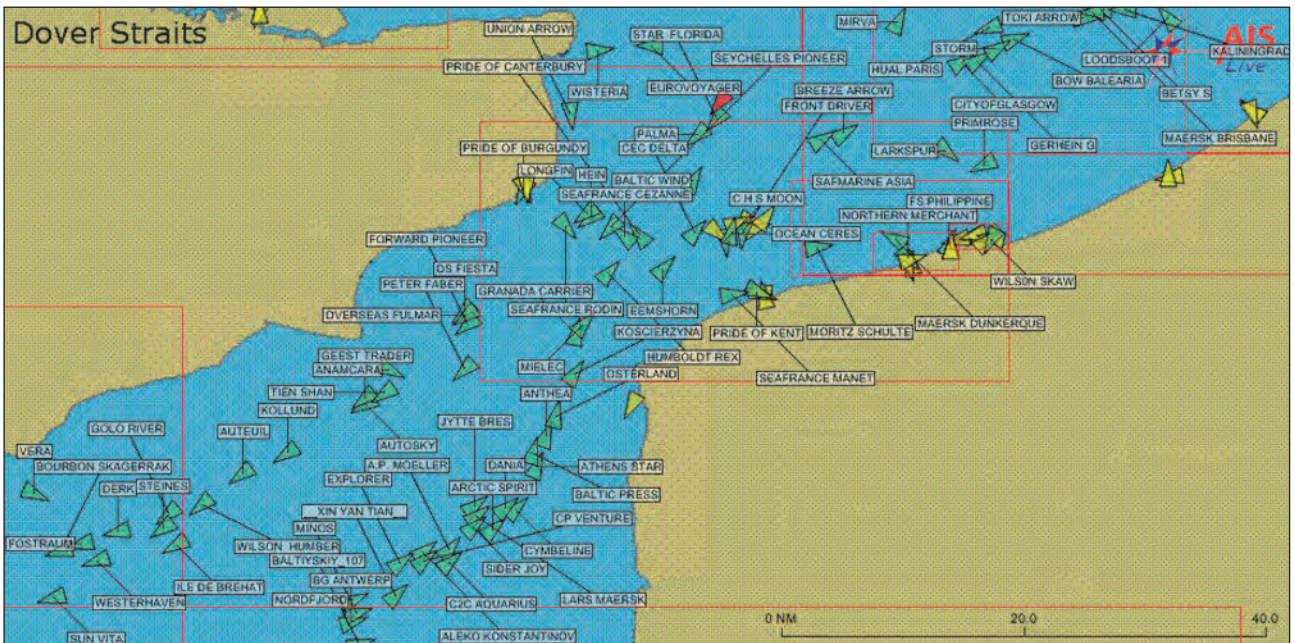 Dover Straits
UNION ARROW
STAR FLORIDA
MIRVA
TOKI ARROW
AIS
Live
KALININGRAD
PRIDE OF CANTERBURY
SEYCHELLES PIONEER
STORM
LOODSBOOT 1
HUAL PARIS
BOW BALEARIA
WISTERIA
EUROVOYAGER
BREEZE ARROW
BETSY S
FRONT DRIVER
CITYOFGLASGOW
PRIMROSE
PALMA
CEC DELTA
MAERSK BRISBANE
PRIDE OF BURGUNDY
LARKSPUR
GERHEIN G
LONGFIN
HEIN
BALTIC WIND
SAFMARINE ASIA
SEAFRANCE CEZANNE
C H S MOON
FS PHILIPPINE
NORTHERN MERCHANT
FORWARD PIONEER
OCEAN CERES
DS FIESTA
PETER FABER
GRANADA CARRIER
WILSON SKAW
SEAFRANCE RODIN
EEMSHORN
OVERSEAS FULMAR
MAERSK DUNKERQUE
KOSCIERZYNA
PRIDE OF KENT
MORITZ SCHULTE
GEEST TRADER
HUMBOLDT REX
ANAMCARA
MIELEC
OSTERLAND
SEAFRANCE MANET
TIEN SHAN
ANTHEA
KOLLUND
JYTTE BRES
GOLO RIVER
AUTEUIL
AUTOSKY
VERA
BOURBON SKAGERRAK
A.P. MOELLER
DANIA
ATHENS STAR
EXPLORER
DERK
STEINES
ARCTIC SPIRIT
BALTIC PRESS
XIN YAN TIAN
CP VENTURE
MINOS
FOSTRAUM
WILSON HUMBER
CYMBELINE
BALTIYSKIY 107
SIDER JOY
BG ANTWERP
ILE DE BREHAT
WESTERHAVEN
NORDFJORD
C2C AQUARIUS
LARS MAERSK
ALEKO KONSTANTINOV
SUN VITA
0 NM
20.0
40.0